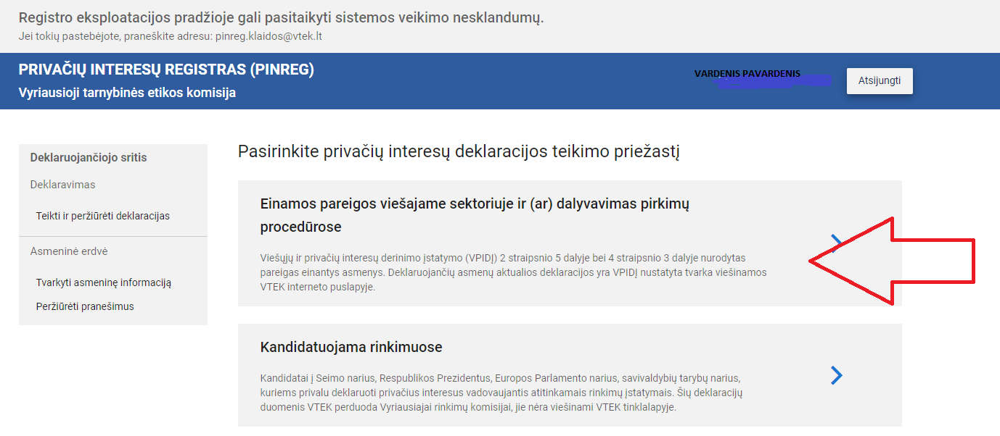 Registro eksploatacijos pradžioje gali pasitaikyti sistemos veikimo nesklandumų.
Jei tokių pastebėjote, praneškite adresu: pinreg.klaidos@vtek.lt
PRIVAČIŲ INTERESŲ REGISTRAS (PINREG)
Vyriausioji tarnybinės etikos komisija
VARDENIS PAVARDENIS
Atsijungti
Deklaruojančiojo sritis
Deklaravimas
Teikti ir peržiūrėti deklaracijas
Asmeninė erdvė
Tvarkyti asmeninę informaciją
Peržiūrėti pranešimus
Pasirinkite privačių interesų deklaracijos teikimo priežastį
Einamos pareigos viešajame sektoriuje ir (ar) dalyvavimas pirkimų
procedūrose
Viešųjų ir privačių interesų derinimo įstatymo (VPIDĮ) 2 straipsnio 5 dalyje bei 4 straipsnio 3 dalyje nurodytas
pareigas einantys asmenys. Deklaruojančių asmenų aktualios deklaracijos yra VPIDĮ nustatyta tvarka viešinamos
VTEK interneto puslapyje.
Kandidatuojama rinkimuose
Kandidatai į Seimo narius, Respublikos Prezidentus, Europos Parlamento narius, savivaldybių tarybų narius,
kuriems privalu deklaruoti privačius interesus vadovaujantis atitinkamais rinkimų įstatymais. Šių deklaracijų
duomenis VTEK perduoda Vyriausiajai rinkimų komisijai, jie nėra viešinami VTEK tinklalapyje.